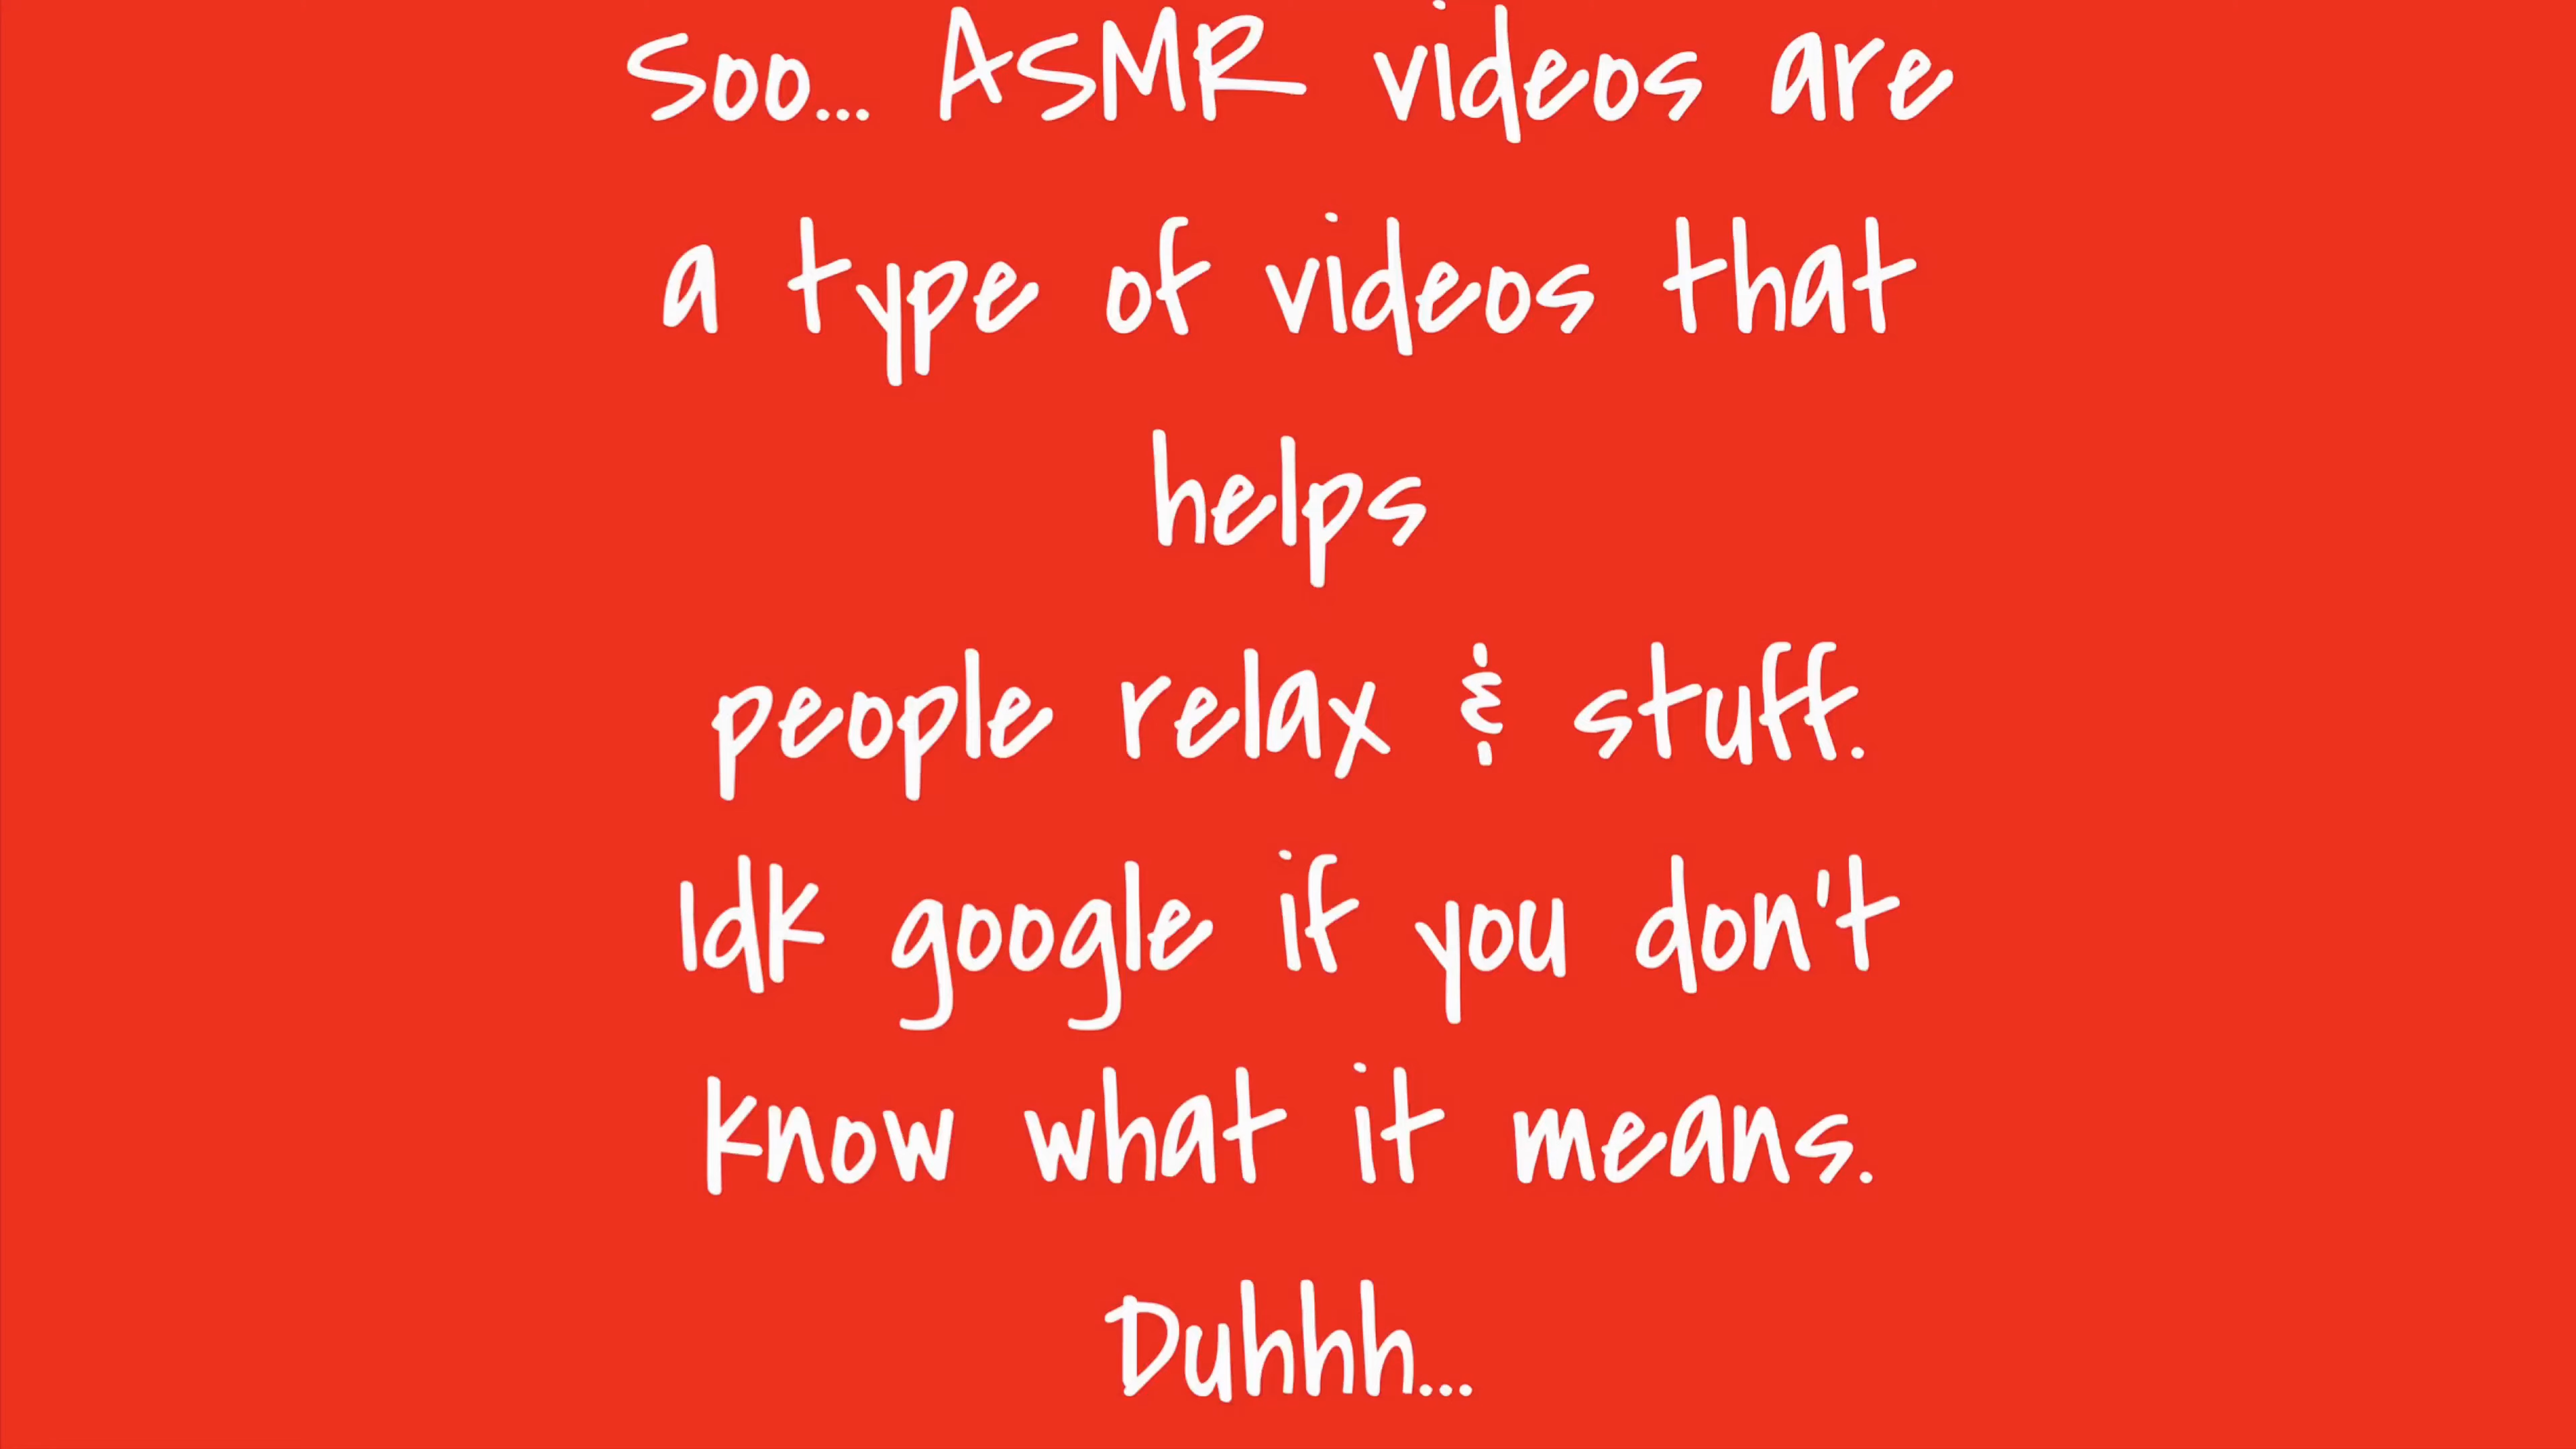 Soo... ASMR videos are
a type of videos that
helps
people relax & stuff.
Idk google if you don't
know what it means.
Duhhh...